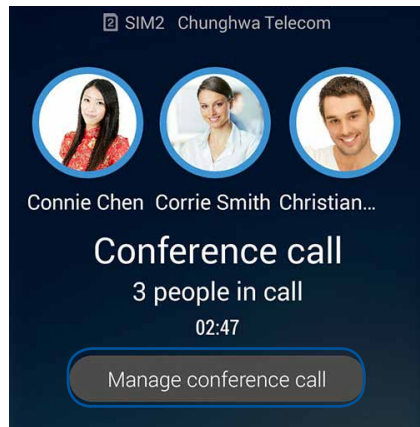 2 SIM2 Chunghwa Telecom
Connie Chen Corrie Smith Christian...
Conference call
3 people in call
02:47
Manage conference call